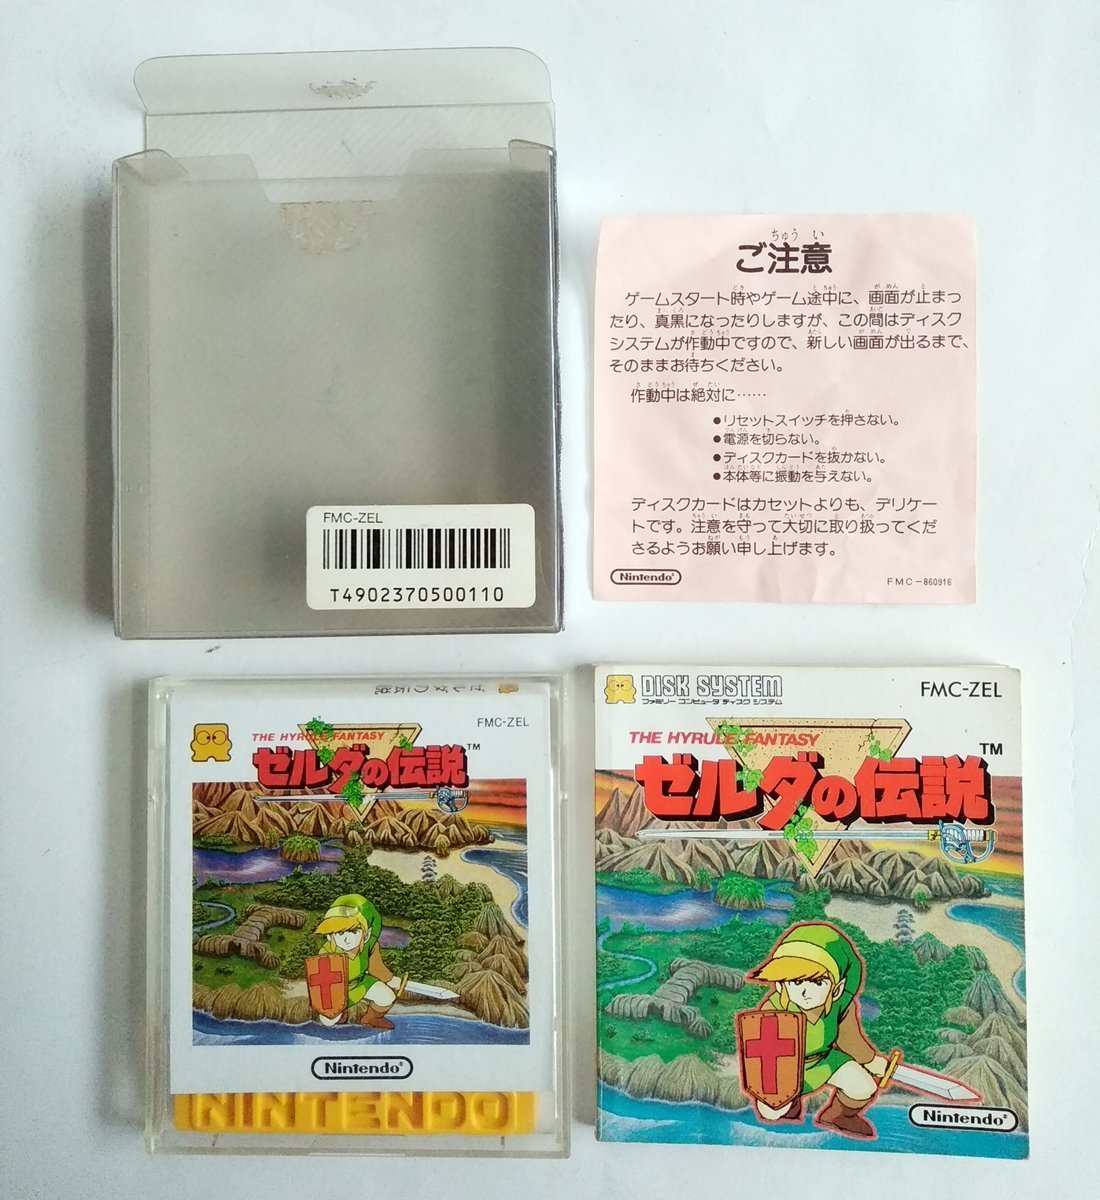 FMC-ZEL
T4902370500110
ちゅう い
ご注意
ゲームスタート時やゲーム途中に、画面が止まっ
たり、真黒になったりしますが、この間はディスク
システムが作動中ですので、新しい画面が出るまで、
そのままお待ちください。
作動中は絶対に……
●リセットスイッチを押さない。
●電源を切らない。
●ディスクカードを抜かない。
●本体等に振動を与えない。
ディスクカードはカセットよりも、デリケー
トです。注意を守って大切に取り扱ってくだ
さるようお願い申し上げます。
Nintendo
FMC-860916
ゼルダの伝説
FMC-ZEL
THE HYRULE FANTASY
ゼルダの伝説 TM
Nintendo®
NINTENDO
DISK SYSTEM
ファミリー コンピュータ ディスク システム
FMC-ZEL
THE HYRULE FANTASY
ゼルダの伝説 TM
Nintendo®